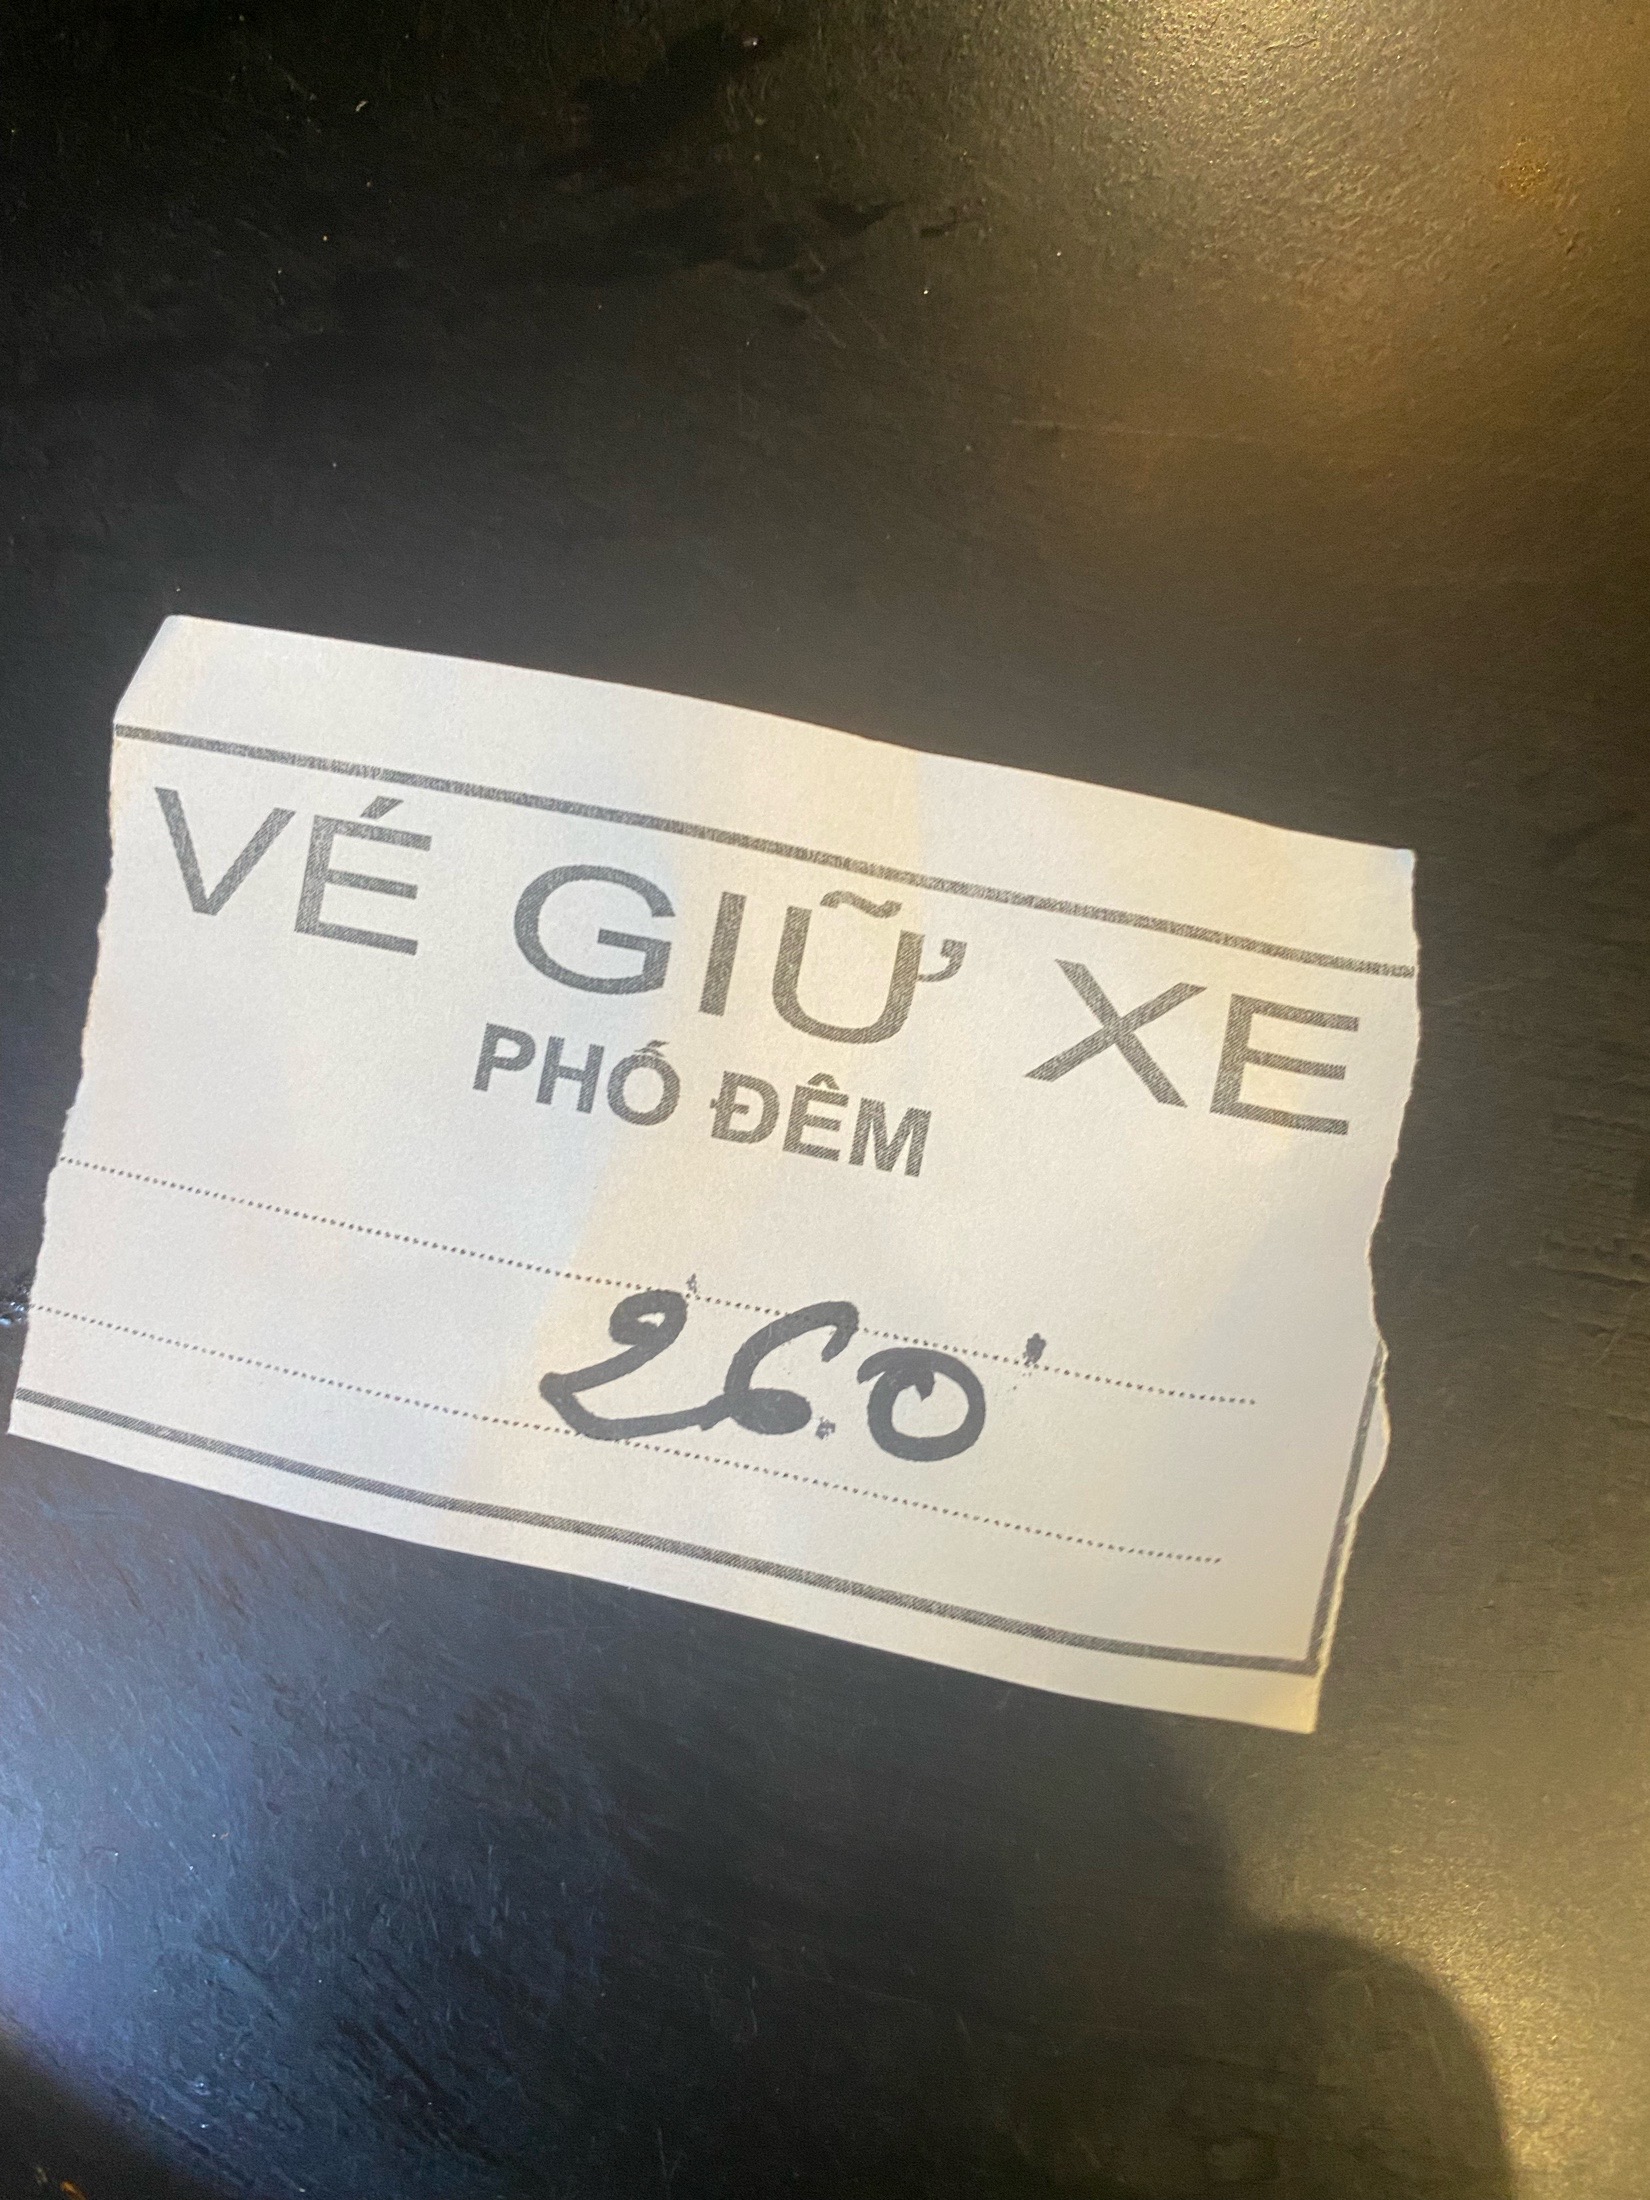 VÉ GIỮ XE
PHỐ ĐÊM
260